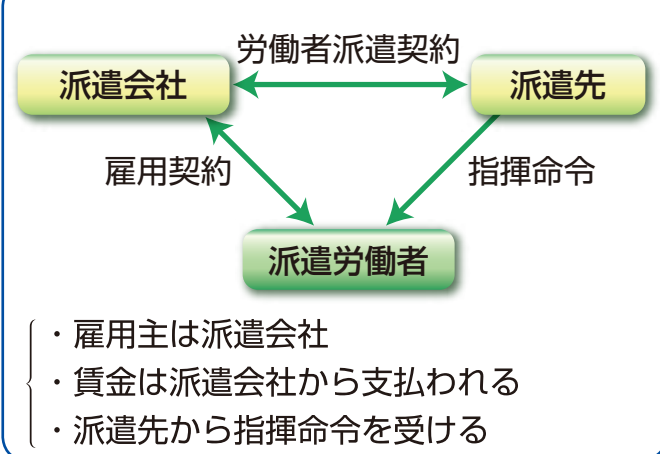 労働者派遣契約
派遣会社
派遣先
雇用契約
指揮命令
派遣労働者
・雇用主は派遣会社
・賃金は派遣会社から支払われる
・派遣先から指揮命令を受ける